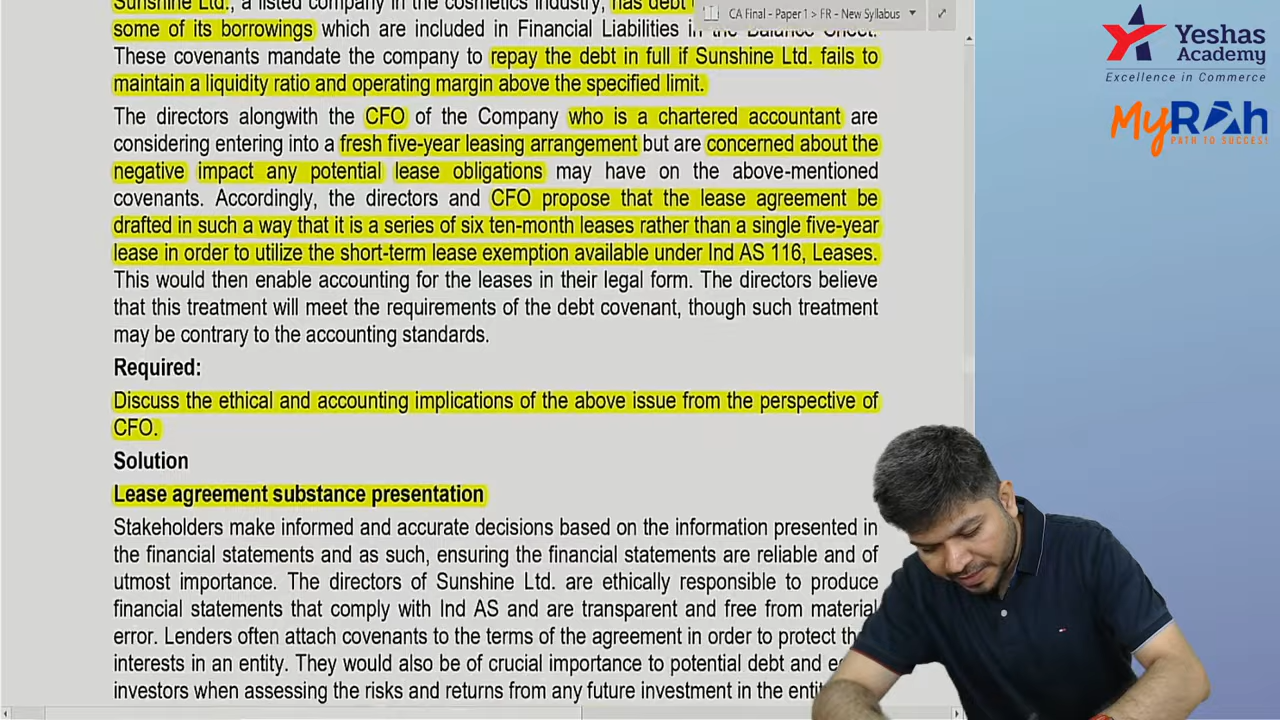 Sunshine Ltd., a listed company in the cosmetics industry, has debt
some of its borrowings which are included in Financial Liabilities in the Balance Sheet.
These covenants mandate the company to repay the debt in full if Sunshine Ltd. fails to
maintain a liquidity ratio and operating margin above the specified limit.
The directors alongwith the CFO of the Company who is a chartered accountant are
considering entering into a fresh five-year leasing arrangement but are concerned about the
negative impact any potential lease obligations may have on the above-mentioned
covenants. Accordingly, the directors and CFO propose that the lease agreement be
drafted in such a way that it is a series of six ten-month leases rather than a single five-year
lease in order to utilize the short-term lease exemption available under Ind AS 116, Leases.
This would then enable accounting for the leases in their legal form. The directors believe
that this treatment will meet the requirements of the debt covenant, though such treatment
may be contrary to the accounting standards.
Required:
Discuss the ethical and accounting implications of the above issue from the perspective of
CFO.
Solution
Lease agreement substance presentation
Stakeholders make informed and accurate decisions based on the information presented in
the financial statements and as such, ensuring the financial statements are reliable and of
utmost importance. The directors of Sunshine Ltd. are ethically responsible to produce
financial statements that comply with Ind AS and are transparent and free from material
error. Lenders often attach covenants to the terms of the agreement in order to protect
interests in an entity. They would also be of crucial importance to potential debt and
investors when assessing the risks and returns from any future investment in the
CA Final - Paper 1 > FR - New Syllabus
Yeshas
Academy
Excellence in Commerce
MyRAh
PATH TO SUCCESS